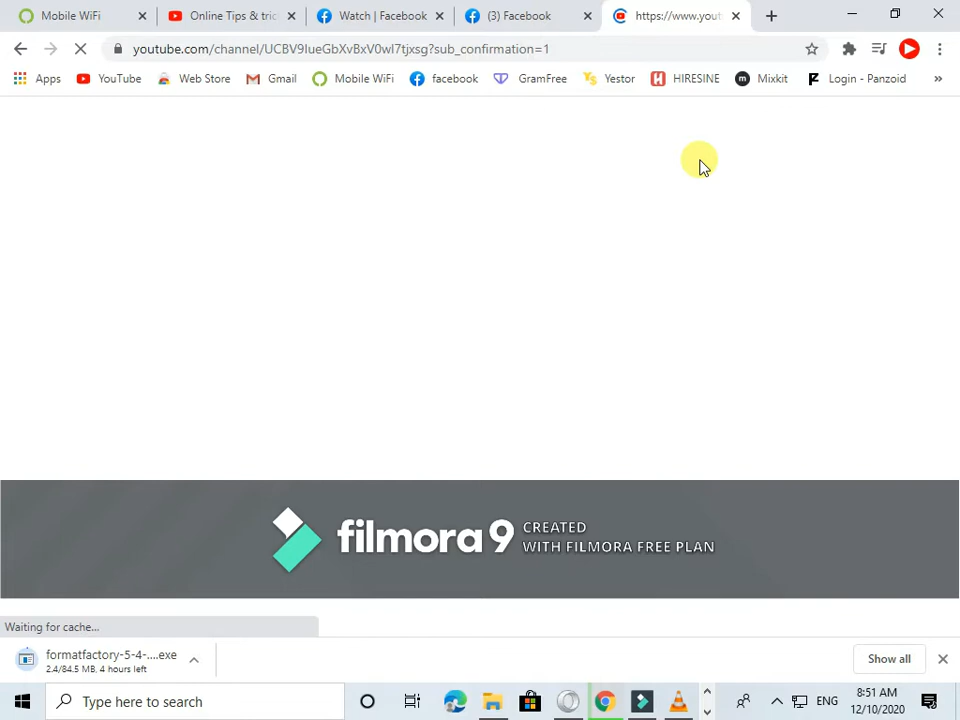 Mobile WiFi
Online Tips & tric
Watch | Facebook
(3) Facebook
https://www.yout
youtube.com/channel/UCBV9IueGbXvBxV0wI7tjxsg?sub_confirmation=1
Apps
YouTube
Web Store
Gmail
Mobile WiFi
facebook
GramFree
Yestor
HIRESINE
Mixkit
Login - Panzoid
»
filmora9
CREATED
WITH FILMORA FREE PLAN
Waiting for cache...
formatfactory-5-4-....exe
2.4/84.5 MB, 4 hours left
Show all
Type here to search
ENG
8:51 AM
12/10/2020